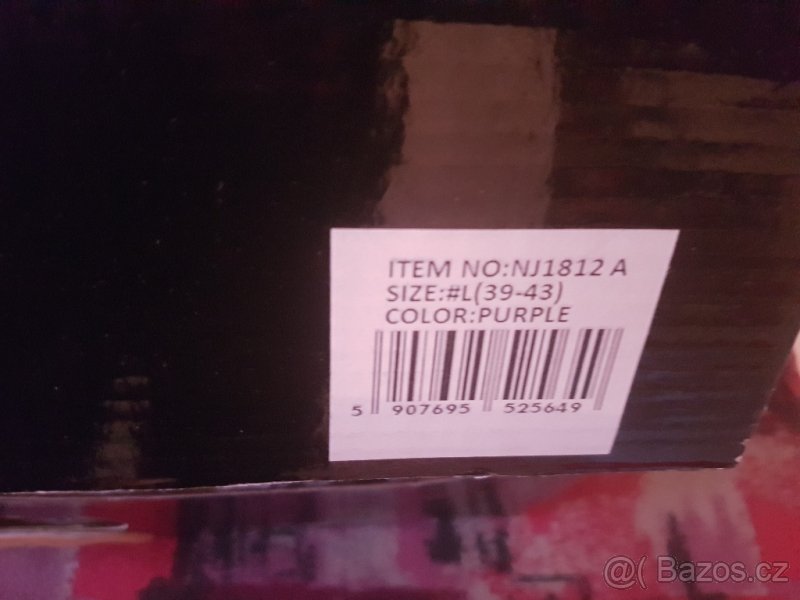 ITEM NO:NJ1812 A
SIZE:#L(39-43)
COLOR:PURPLE
5 907695 525649
@( Bazos.cz